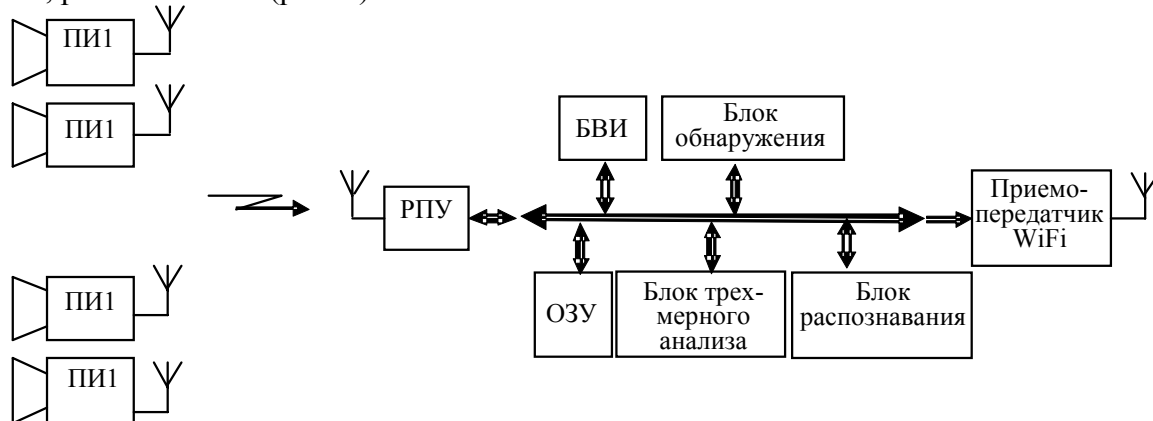 ПИ1
ПИ1
БВИ
Блок
обнаружения
РПУ
Приемо-
передатчик
WiFi
ПИ1
ОЗУ
Блок трех-
мерного
анализа
Блок
распознавания
ПИ1